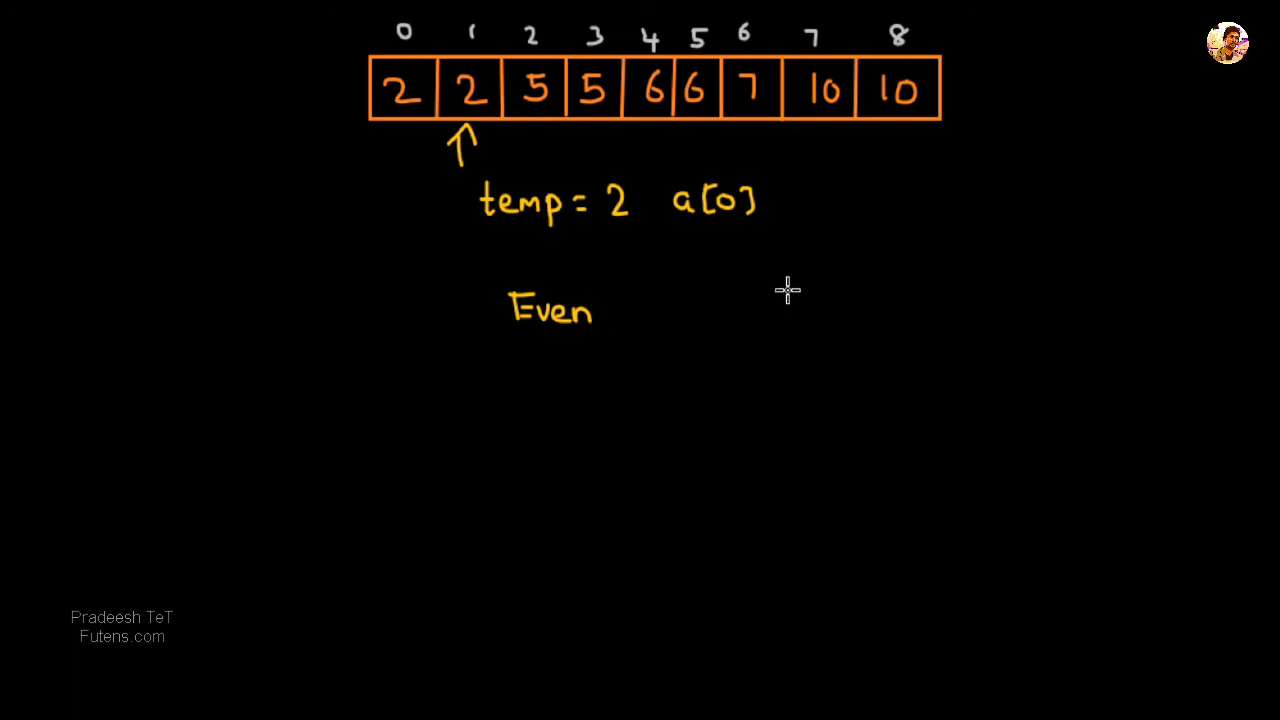 0 1 2 3 4 5 6 7 8
2 2 5 5 6 6 7 10 10
temp = 2 a[0]
Even
Pradeesh TeT
Futens.com